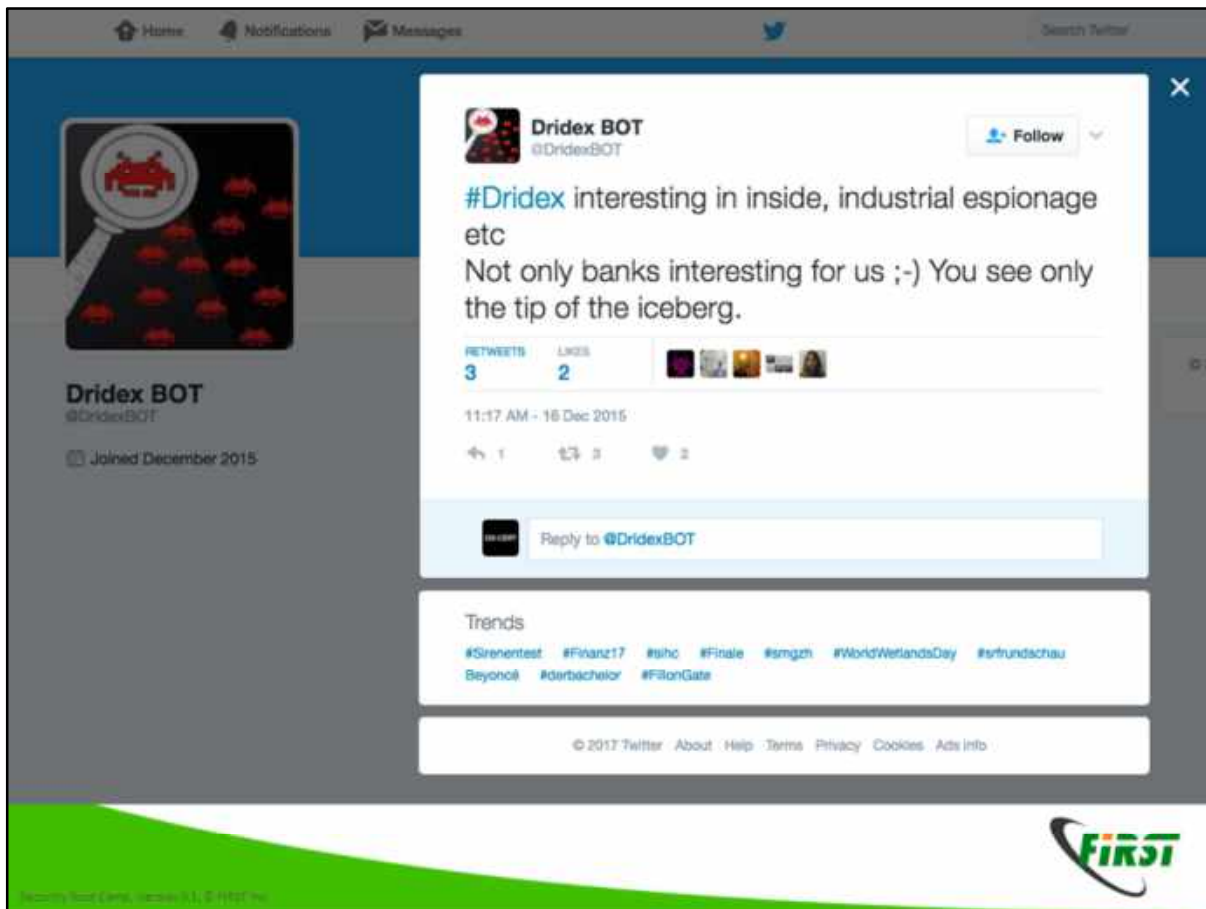 Home Notifications Messages
Search Twitter
Dridex BOT
@DridexBOT
Follow
#Dridex interesting in inside, industrial espionage
etc
Not only banks interesting for us ;-) You see only
the tip of the iceberg.
RETWEETS LIKES
3 2
11:17 AM - 16 Dec 2015
1 3 2
Reply to @DridexBOT
Dridex BOT
@DridexBOT
Joined December 2015
Trends
#Sirenentest #Finanz17 #sihc #Finale #smgzh #WorldWetlandsDay #srfrundschau
Beyoncé #derbachelor #FillonGate
© 2017 Twitter About Help Terms Privacy Cookies Ads info
FIRST